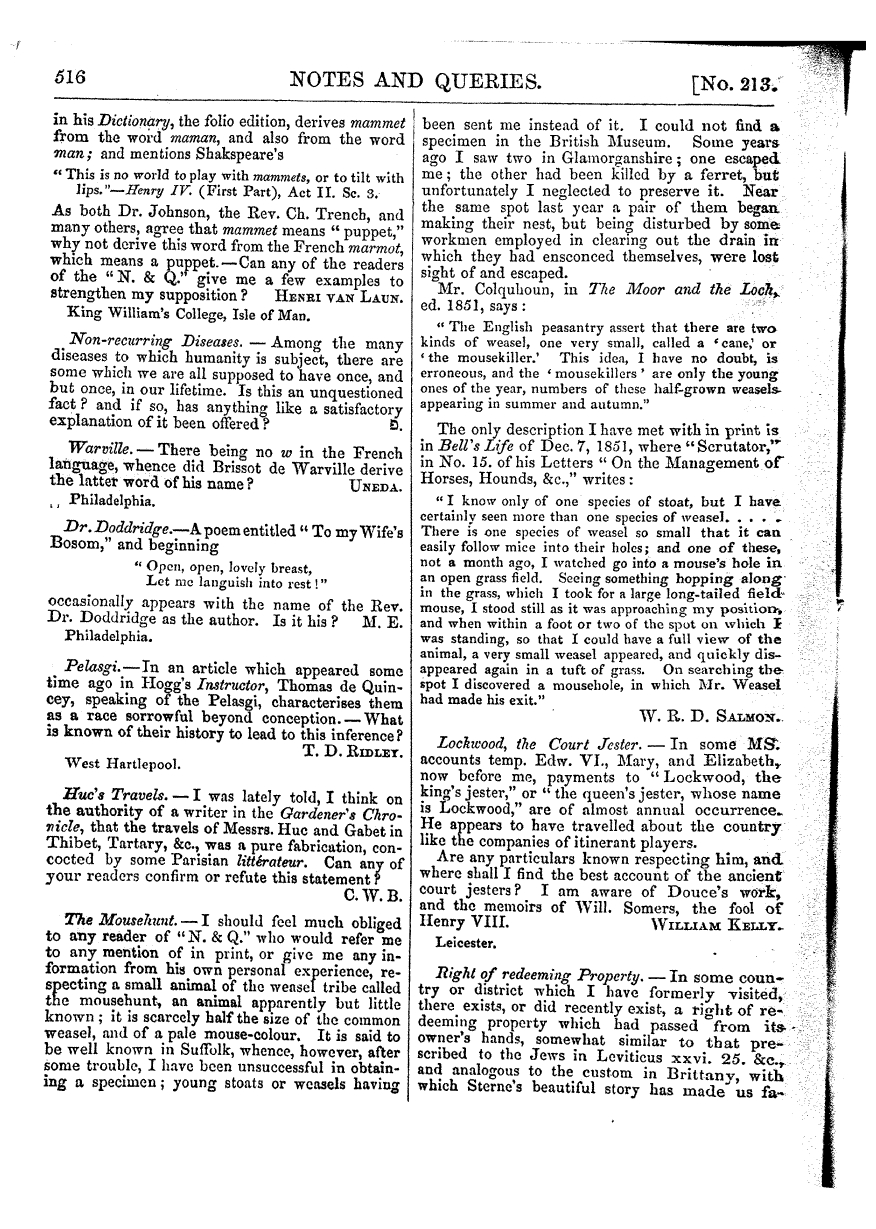 516 NOTES AND QUERIES. [No. 213.
in his Dictionary, the folio edition, derives mammet
from the word maman, and also from the word
man; and mentions Shakspeare's
"This is no world to play with mammets, or to tilt with
lips."—Henry IV. (First Part), Act II. Sc. 3.
As both Dr. Johnson, the Rev. Ch. Trench, and
many others, agree that mammet means "puppet,"
why not derive this word from the French marmot,
which means a puppet.—Can any of the readers
of the "N. & Q." give me a few examples to
strengthen my supposition? HENRI VAN LAUN.
King William's College, Isle of Man.
Non-recurring Diseases. — Among the many
diseases to which humanity is subject, there are
some which we are all supposed to have once, and
but once, in our lifetime. Is this an unquestioned
fact? and if so, has anything like a satisfactory
explanation of it been offered?
Warville. — There being no w in the French
language, whence did Brissot de Warville derive
the latter word of his name? UNEDA.
Philadelphia.
Dr. Doddridge.—A poem entitled "To my Wife's
Bosom," and beginning
"Open, open, lovely breast,
Let me languish into rest!"
occasionally appears with the name of the Rev.
Dr. Doddridge as the author. Is it his? M. E.
Philadelphia.
Pelasgi.—In an article which appeared some
time ago in Hogg's Instructor, Thomas de Quin-
cey, speaking of the Pelasgi, characterises them
as a race sorrowful beyond conception.—What
is known of their history to lead to this inference?
T. D. RIDLEY.
West Hartlepool.
Huc's Travels. — I was lately told, I think on
the authority of a writer in the Gardener's Chro-
nicle, that the travels of Messrs. Huc and Gabet in
Thibet, Tartary, &c., was a pure fabrication, con-
cocted by some Parisian littérateur. Can any of
your readers confirm or refute this statement?
C. W. B.
The Mousehunt. — I should feel much obliged
to any reader of "N. & Q." who would refer me
to any mention of in print, or give me any in-
formation from his own personal experience, re-
specting a small animal of the weasel tribe called
the mousehunt, an animal apparently but little
known; it is scarcely half the size of the common
weasel, and of a pale mouse-colour. It is said to
be well known in Suffolk, whence, however, after
some trouble, I have been unsuccessful in obtain-
ing a specimen; young stoats or weasels having
been sent me instead of it. I could not find a
specimen in the British Museum. Some years
ago I saw two in Glamorganshire; one escaped
me; the other had been killed by a ferret, but
unfortunately I neglected to preserve it. Near
the same spot last year a pair of them began
making their nest, but being disturbed by some
workmen employed in clearing out the drain in
which they had ensconced themselves, were lost
sight of and escaped.
Mr. Colquhoun, in The Moor and the Loch,
ed. 1851, says:
"The English peasantry assert that there are two
kinds of weasel, one very small, called a 'cane,' or
'the mousekiller.' This idea, I have no doubt, is
erroneous, and the 'mousekillers' are only the young
ones of the year, numbers of these half-grown weasels
appearing in summer and autumn."
The only description I have met with in print is
in Bell's Life of Dec. 7, 1851, where "Scrutator,"
in No. 15. of his Letters "On the Management of
Horses, Hounds, &c.," writes:
"I know only of one species of stoat, but I have
certainly seen more than one species of weasel. . . . .
There is one species of weasel so small that it can
easily follow mice into their holes; and one of these,
not a month ago, I watched go into a mouse's hole in
an open grass field. Seeing something hopping along
in the grass, which I took for a large long-tailed field-
mouse, I stood still as it was approaching my position,
and when within a foot or two of the spot on which I
was standing, so that I could have a full view of the
animal, a very small weasel appeared, and quickly dis-
appeared again in a tuft of grass. On searching the
spot I discovered a mousehole, in which Mr. Weasel
had made his exit."
W. R. D. SALMON.
Lockwood, the Court Jester. — In some MS.
accounts temp. Edw. VI., Mary, and Elizabeth,
now before me, payments to "Lockwood, the
king's jester," or "the queen's jester, whose name
is Lockwood," are of almost annual occurrence.
He appears to have travelled about the country
like the companies of itinerant players.
Are any particulars known respecting him, and
where shall I find the best account of the ancient
court jesters? I am aware of Douce's work,
and the memoirs of Will. Somers, the fool of
Henry VIII. WILLIAM KELLY.
Leicester.
Right of redeeming Property. — In some coun-
try or district which I have formerly visited,
there exists, or did recently exist, a right of re-
deeming property which had passed from its
owner's hands, somewhat similar to that pre-
scribed to the Jews in Leviticus xxvi. 25. &c.,
and analogous to the custom in Brittany, with
which Sterne's beautiful story has made us fa-